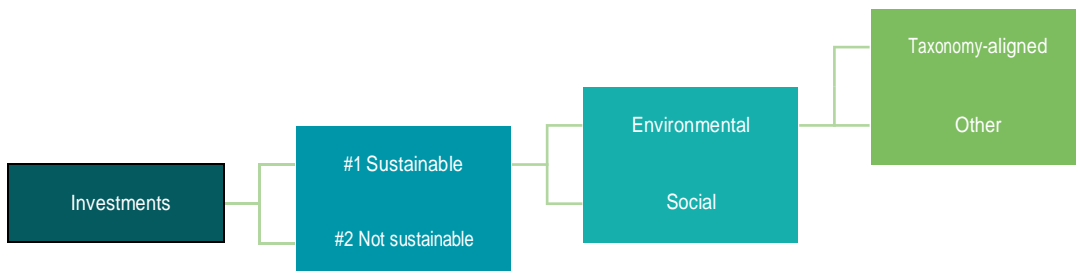 Taxonomy-aligned
Environmental
Other
#1 Sustainable
Investments
Social
#2 Not sustainable